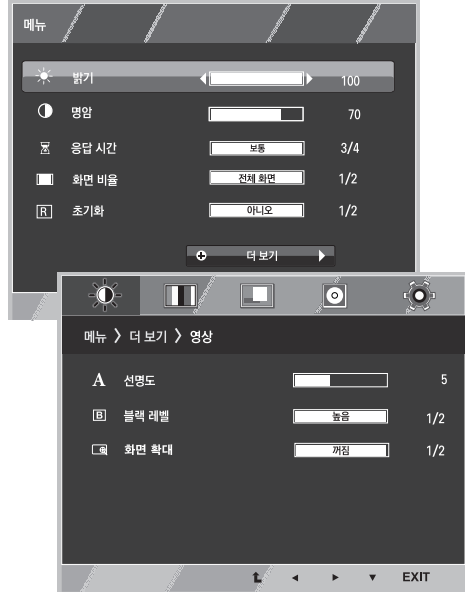 메뉴
밝기 100
명암 70
응답 시간 보통 3/4
화면 비율 전체 화면 1/2
R 초기화 아니오 1/2
더 보기
메뉴 > 더 보기 > 영상
A 선명도 5
B 블랙 레벨 높음 1/2
화면 확대 꺼짐 1/2
EXIT